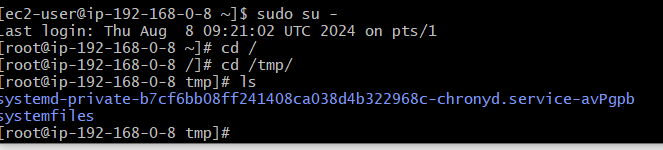 [ec2-user@ip-192-168-0-8 ~]$ sudo su -
Last login: Thu Aug  8 09:21:02 UTC 2024 on pts/1
[root@ip-192-168-0-8 ~]# cd /
[root@ip-192-168-0-8 /]# cd /tmp/
[root@ip-192-168-0-8 tmp]# ls
systemd-private-b7cf6bb08ff241408ca038d4b322968c-chronyd.service-avPgpb
systemfiles
[root@ip-192-168-0-8 tmp]#